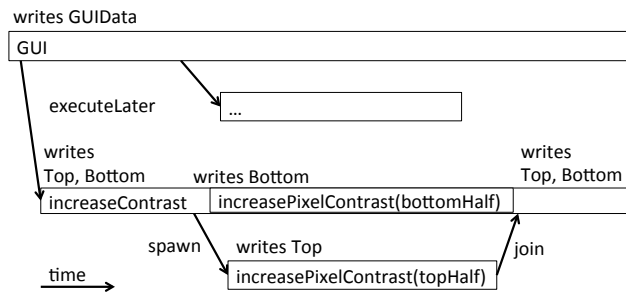 writes GUIData
GUI
executeLater
...
writes
Top, Bottom
writes Bottom
writes
Top, Bottom
increaseContrast
increasePixelContrast(bottomHalf)
spawn
writes Top
join
increasePixelContrast(topHalf)
time